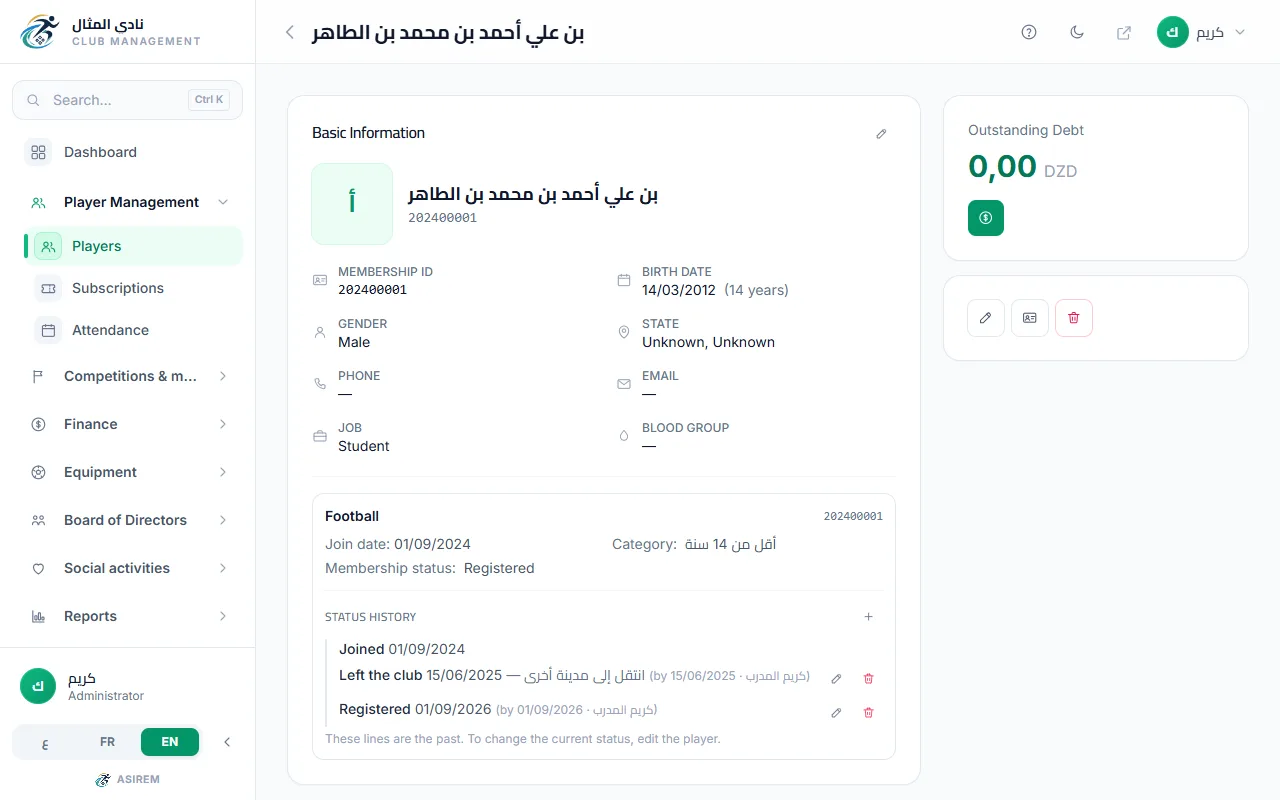 نادي المثال
CLUB MANAGEMENT
Search...
Ctrl K
Dashboard
Player Management
Players
Subscriptions
Attendance
Competitions & m...
Finance
Equipment
Board of Directors
Social activities
Reports
ك
كريم
Administrator
ع
FR
EN
ASIREM
بن علي أحمد بن محمد بن الطاهر
ك
كريم
Basic Information
أ
بن علي أحمد بن محمد بن الطاهر
202400001
MEMBERSHIP ID
202400001
BIRTH DATE
14/03/2012 (14 years)
GENDER
Male
STATE
Unknown, Unknown
PHONE
—
EMAIL
—
JOB
Student
BLOOD GROUP
—
Football
202400001
Join date: 01/09/2024
Category: أقل من 14 سنة
Membership status: Registered
STATUS HISTORY
Joined 01/09/2024
Left the club 15/06/2025 — انتقل إلى مدينة أخرى (by كريم المدرب · 15/06/2025)
Registered 01/09/2026 (by كريم المدرب · 01/09/2026)
These lines are the past. To change the current status, edit the player.
Outstanding Debt
0,00 DZD